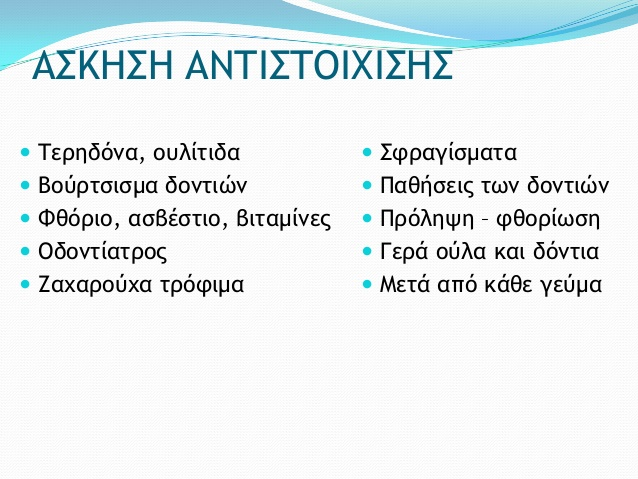 ΑΣΚΗΣΗ ΑΝΤΙΣΤΟΙΧΙΣΗΣ
• Τερηδόνα, ουλίτιδα
• Βούρτσισμα δοντιών
• Φθόριο, ασβέστιο, βιταμίνες
• Οδοντίατρος
• Ζαχαρούχα τρόφιμα
• Σφραγίσματα
• Παθήσεις των δοντιών
• Πρόληψη – φθορίωση
• Γερά ούλα και δόντια
• Μετά από κάθε γεύμα